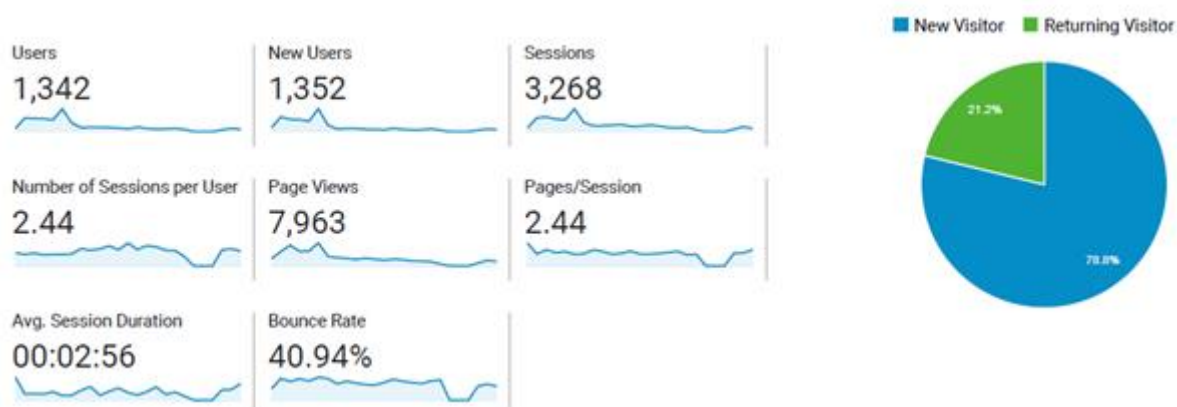 New Visitor Returning Visitor
Users New Users Sessions
1,342 1,352 3,268
21.2%
Number of Sessions per User Page Views Pages/Session
2.44 7,963 2.44
78.8%
Avg. Session Duration Bounce Rate
00:02:56 40.94%